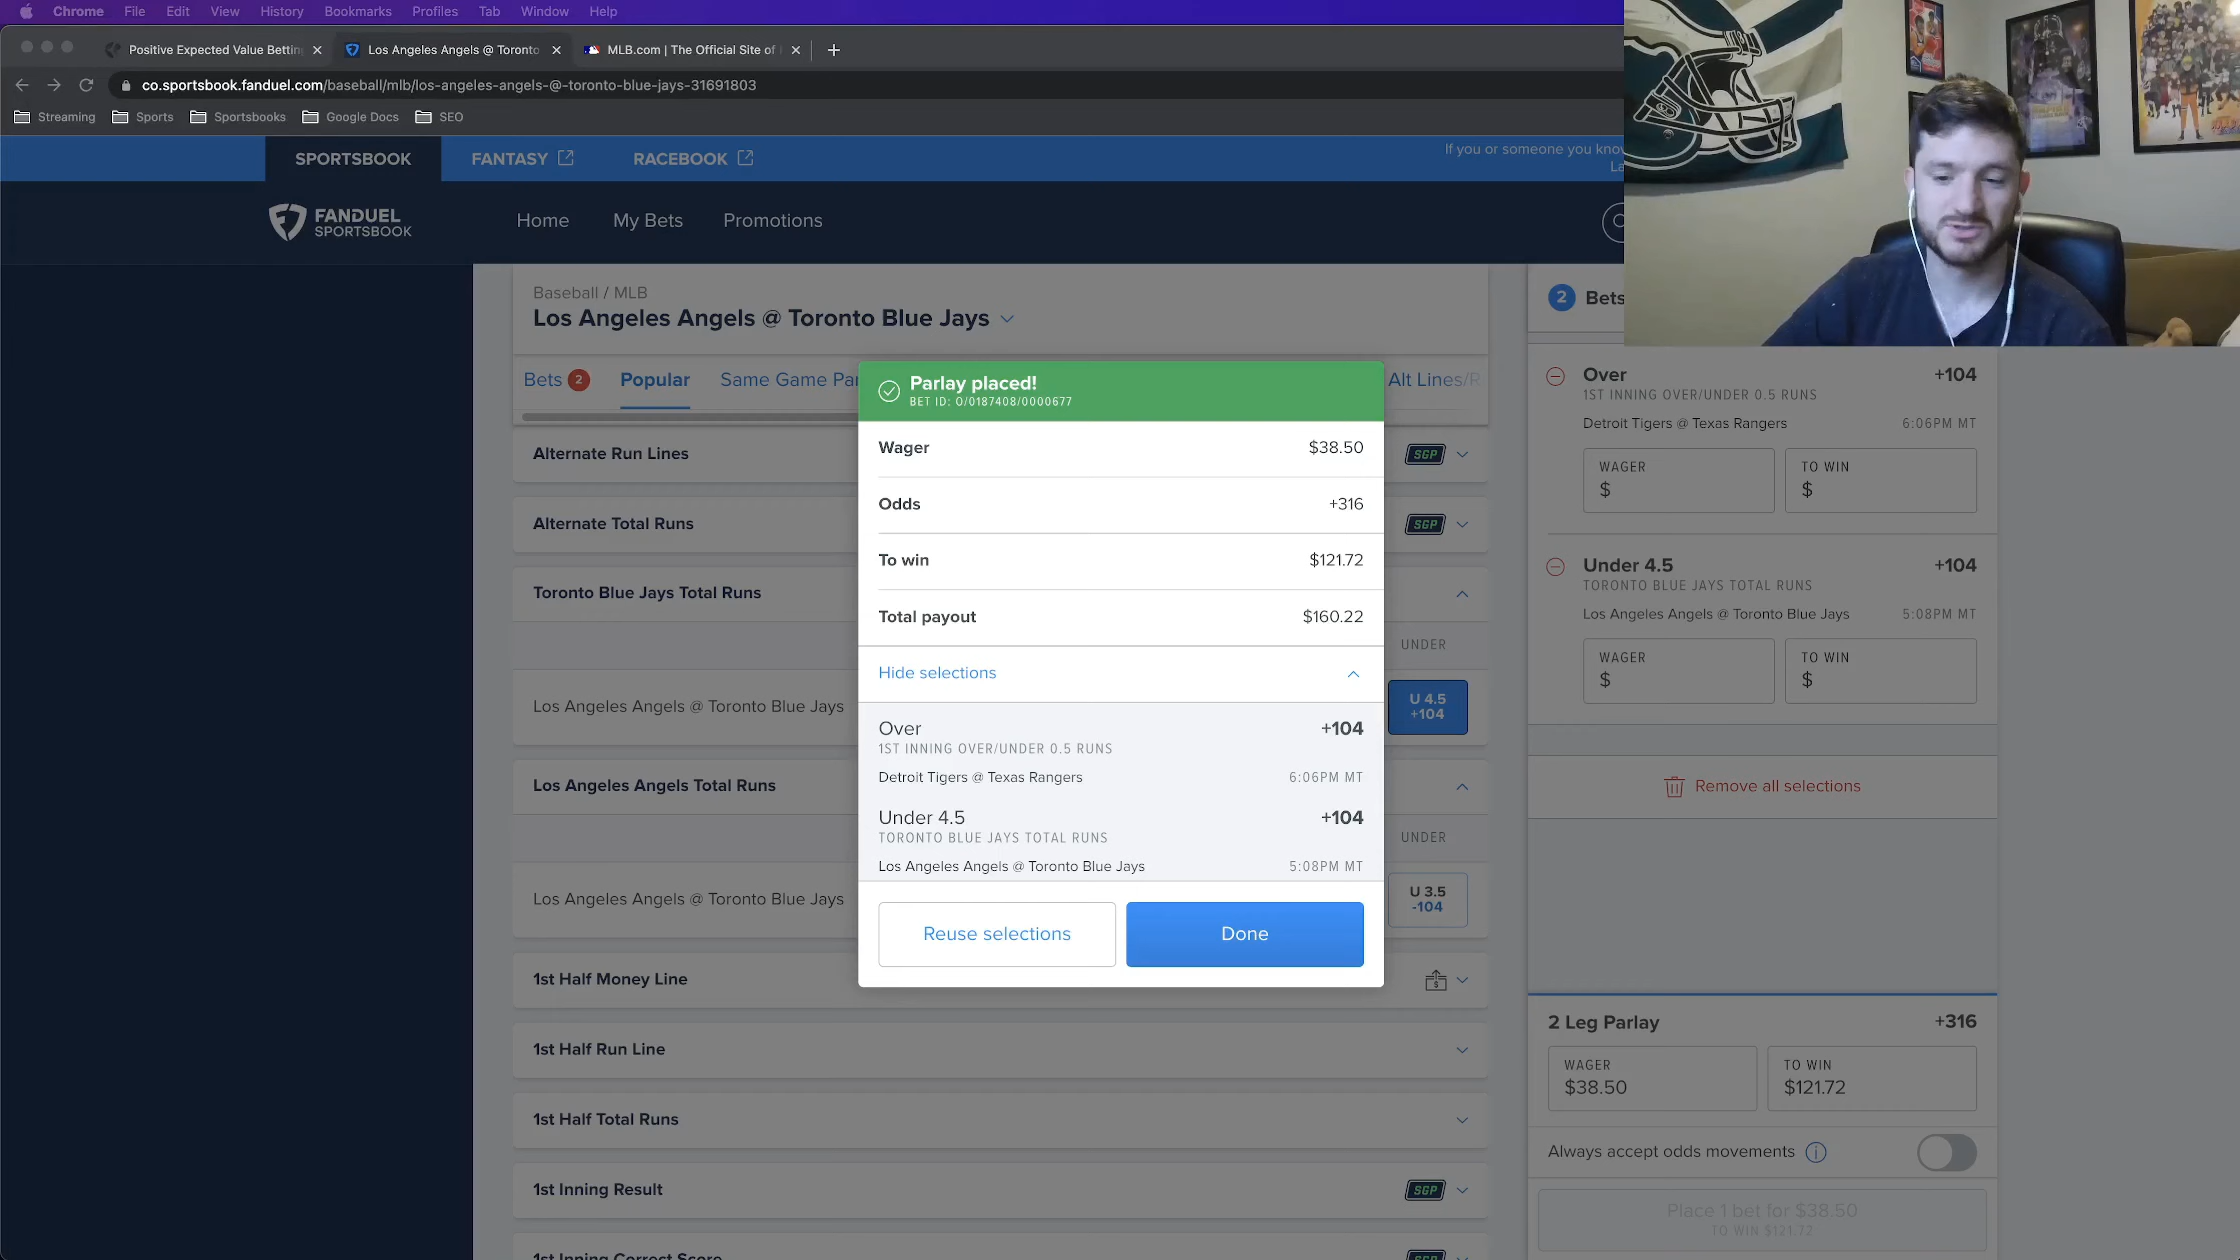 Chrome File Edit View History Bookmarks Profiles Tab Window Help
Positive Expected Value Bettin
Los Angeles Angels @ Toronto
MLB.com | The Official Site of
co.sportsbook.fanduel.com/baseball/mlb/los-angeles-angels-@-toronto-blue-jays-31691803
Streaming Sports Sportsbooks Google Docs SEO
SPORTSBOOK FANTASY RACEBOOK
If you or someone you know
FANDUEL
SPORTSBOOK
Home My Bets Promotions
Baseball / MLB
Los Angeles Angels @ Toronto Blue Jays
Bets 2 Popular Same Game Par Alt Lines/R
Alternate Run Lines SGP
Alternate Total Runs SGP
Toronto Blue Jays Total Runs
UNDER
Los Angeles Angels @ Toronto Blue Jays
U 4.5
+104
Los Angeles Angels Total Runs
UNDER
Los Angeles Angels @ Toronto Blue Jays
U 3.5
-104
1st Half Money Line
1st Half Run Line
1st Half Total Runs
1st Inning Result SGP
1st Inning Correct Score SGP
Parlay placed!
BET ID: O/0187408/0000677
Wager $38.50
Odds +316
To win $121.72
Total payout $160.22
Hide selections
Over +104
1ST INNING OVER/UNDER 0.5 RUNS
Detroit Tigers @ Texas Rangers 6:06PM MT
Under 4.5 +104
TORONTO BLUE JAYS TOTAL RUNS
Los Angeles Angels @ Toronto Blue Jays 5:08PM MT
Reuse selections Done
2 Bets
Over +104
1ST INNING OVER/UNDER 0.5 RUNS
Detroit Tigers @ Texas Rangers 6:06PM MT
WAGER TO WIN
$ $
Under 4.5 +104
TORONTO BLUE JAYS TOTAL RUNS
Los Angeles Angels @ Toronto Blue Jays 5:08PM MT
WAGER TO WIN
$ $
Remove all selections
2 Leg Parlay +316
WAGER TO WIN
$38.50 $121.72
Always accept odds movements
Place 1 bet for $38.50
TO WIN $121.72